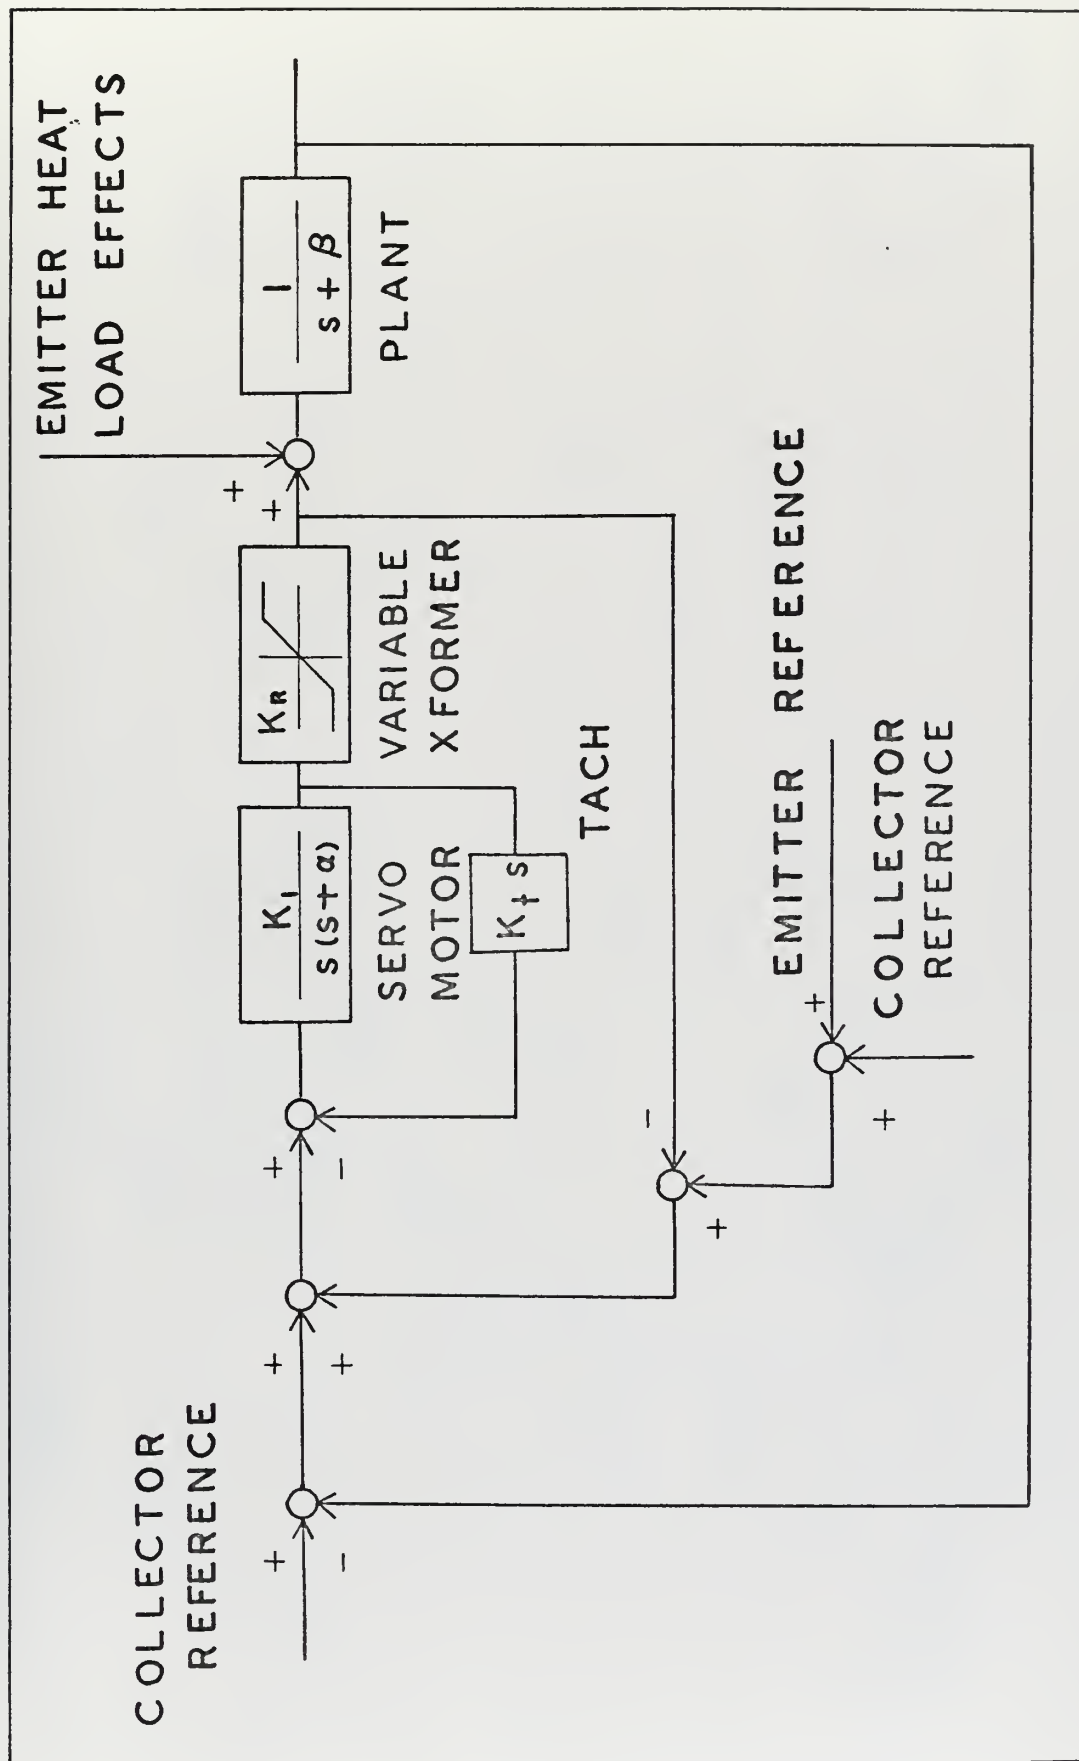 EMITTER HEAT
LOAD EFFECTS
COLLECTOR
REFERENCE
+
-
+
+
+
-
K1
s(s+α)
SERVO
MOTOR
Kt s
TACH
KR
VARIABLE
XFORMER
+
+
1
s + β
PLANT
-
+
EMITTER REFERENCE
+
+
COLLECTOR
REFERENCE